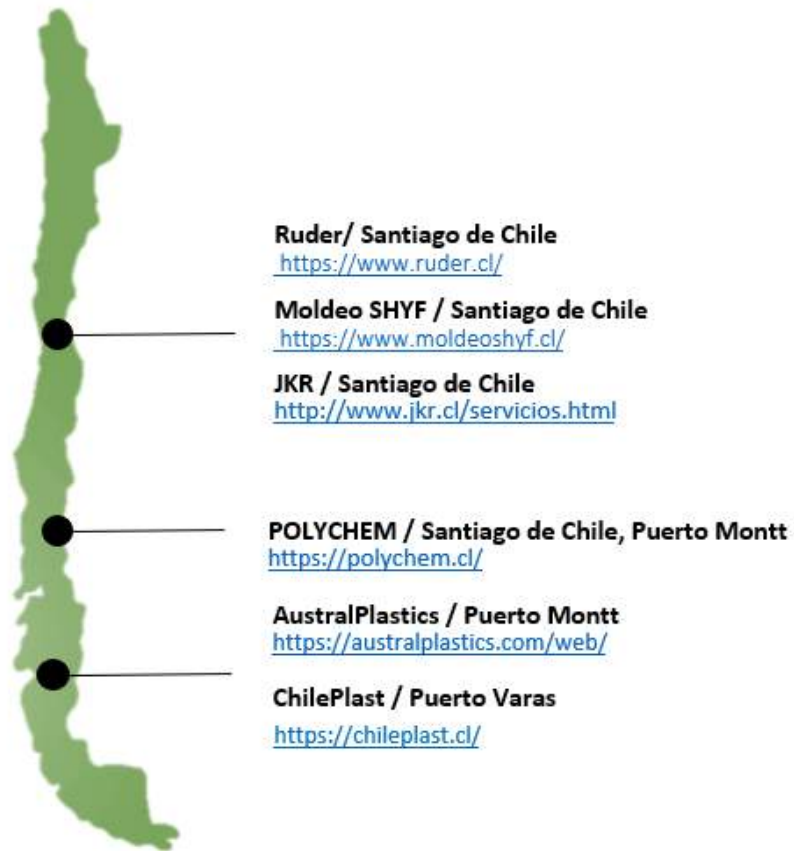 Ruder/ Santiago de Chile
https://www.ruder.cl/
Moldeo SHYF / Santiago de Chile
https://www.moldeoshyf.cl/
JKR / Santiago de Chile
http://www.jkr.cl/servicios.html
POLYCHEM / Santiago de Chile, Puerto Montt
https://polychem.cl/
AustralPlastics / Puerto Montt
https://australplastics.com/web/
ChilePlast / Puerto Varas
https://chileplast.cl/